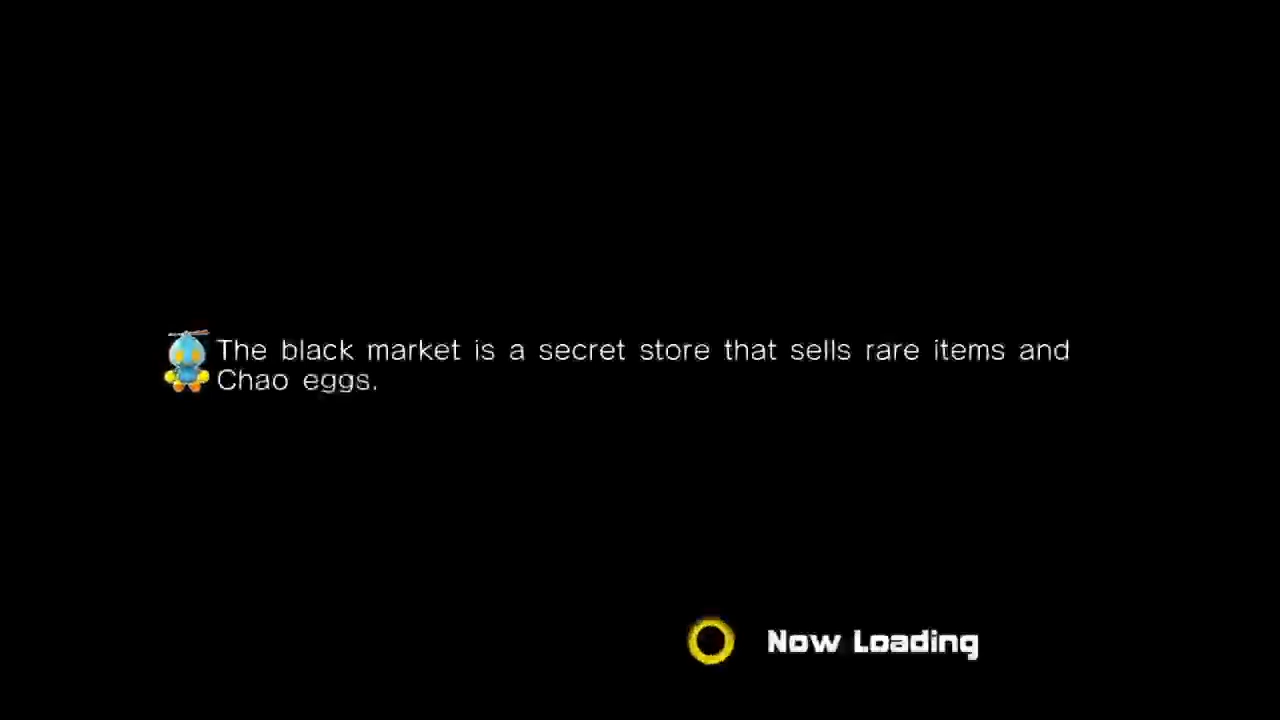 The black market is a secret store that sells rare items and
Chao eggs.
Now Loading